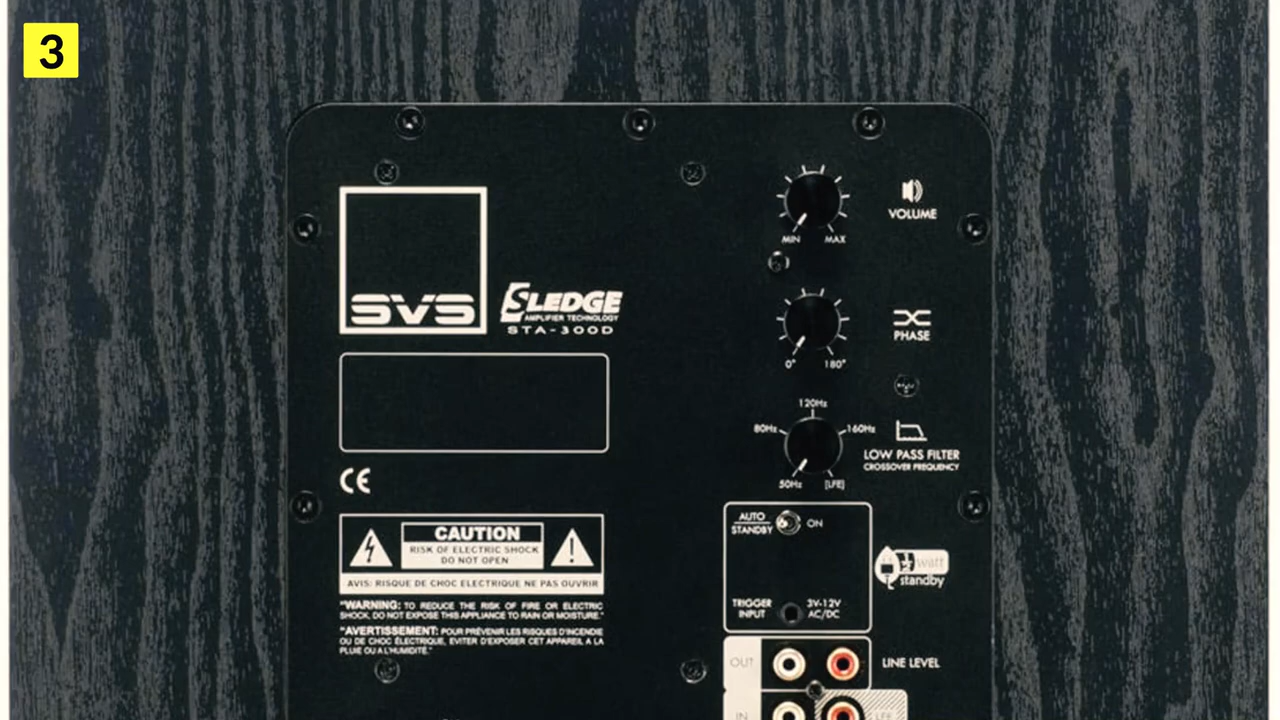 3
SVS
SLEDGE
AMPLIFIER TECHNOLOGY
STA-300D
VOLUME
MIN MAX
PHASE
0° 180°
120Hz
80Hz 160Hz
50Hz [LFE]
LOW PASS FILTER
CROSSOVER FREQUENCY
CE
CAUTION
RISK OF ELECTRIC SHOCK
DO NOT OPEN
AVIS: RISQUE DE CHOC ELECTRIQUE NE PAS OUVRIR
"WARNING: TO REDUCE THE RISK OF FIRE OR ELECTRIC
SHOCK, DO NOT EXPOSE THIS APPLIANCE TO RAIN OR MOISTURE."
"AVERTISSEMENT: POUR PRÉVENIR LES RISQUES D'INCENDIE
OU DE CHOC ÉLECTRIQUE, EVITER D'EXPOSER CET APPAREIL A LA
PLUIE OU A L'HUMIDITÉ."
AUTO
STANDBY
ON
watt
standby
TRIGGER
INPUT
3V-12V
AC/DC
OUT
LINE LEVEL
IN
LFE